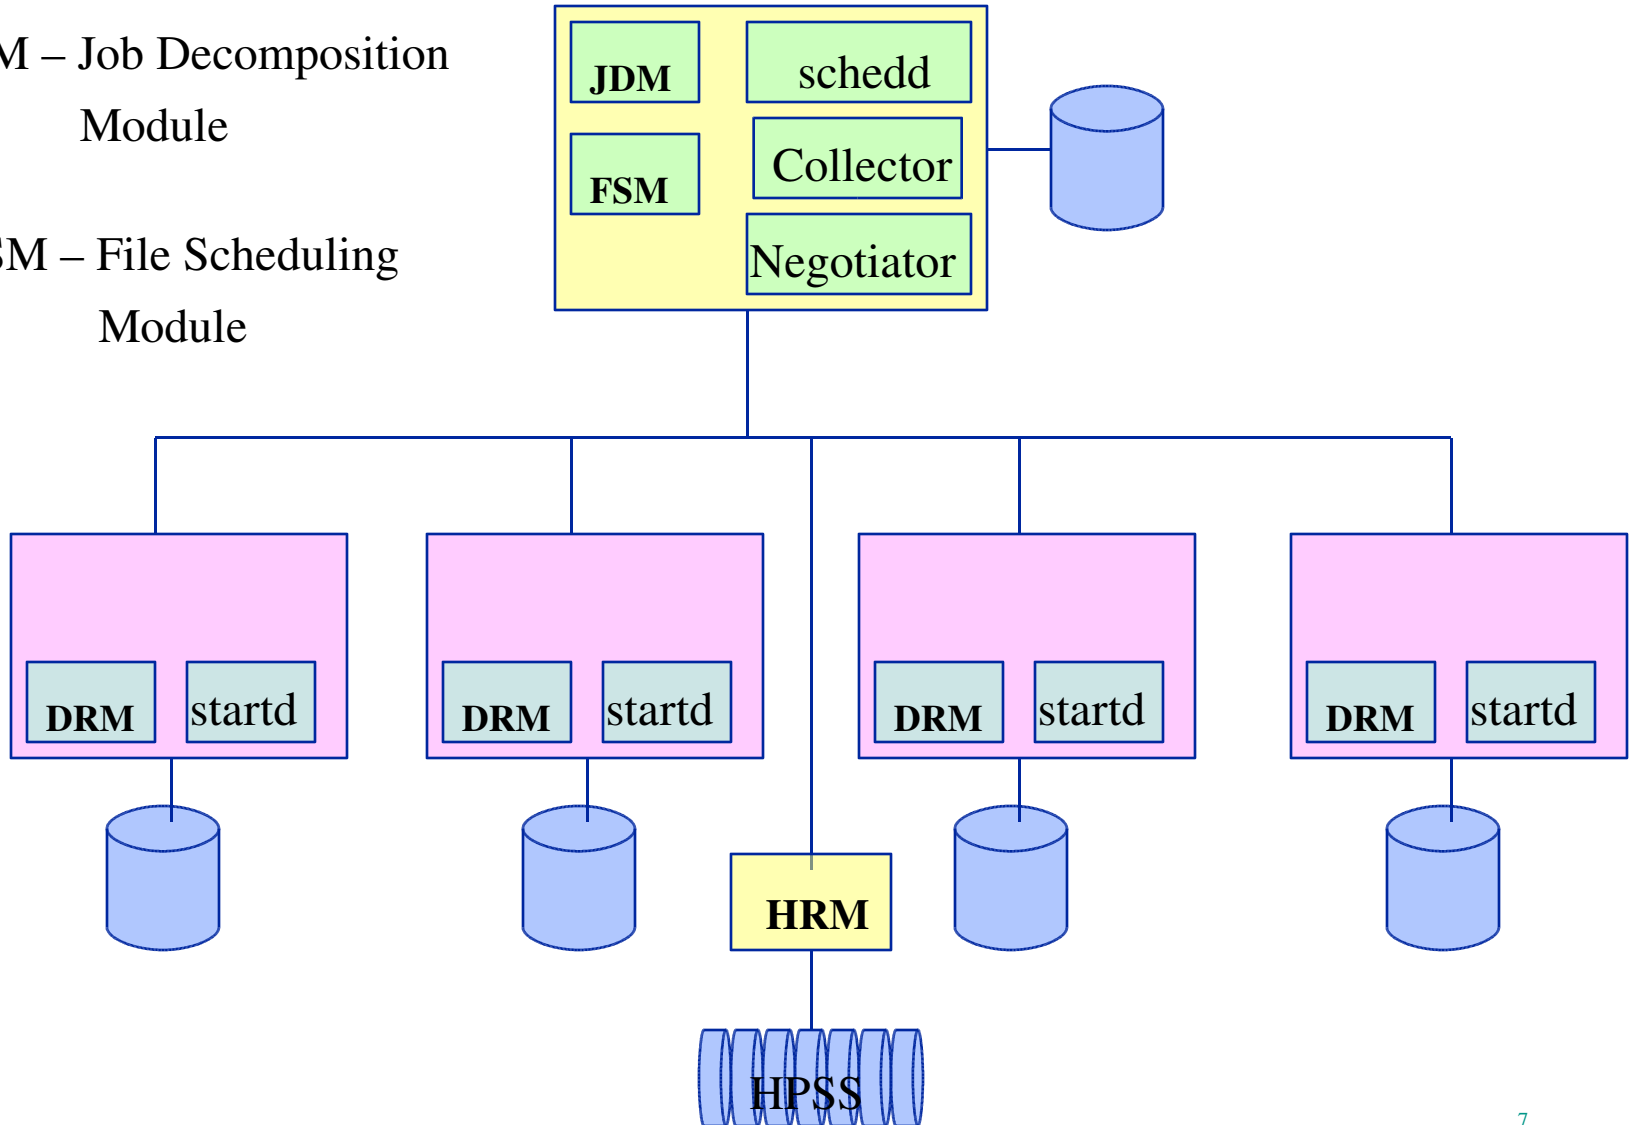 M – Job Decomposition
Module
SM – File Scheduling
Module
JDM
schedd
FSM
Collector
Negotiator
DRM startd
DRM startd
DRM startd
DRM startd
HRM
HPSS
7